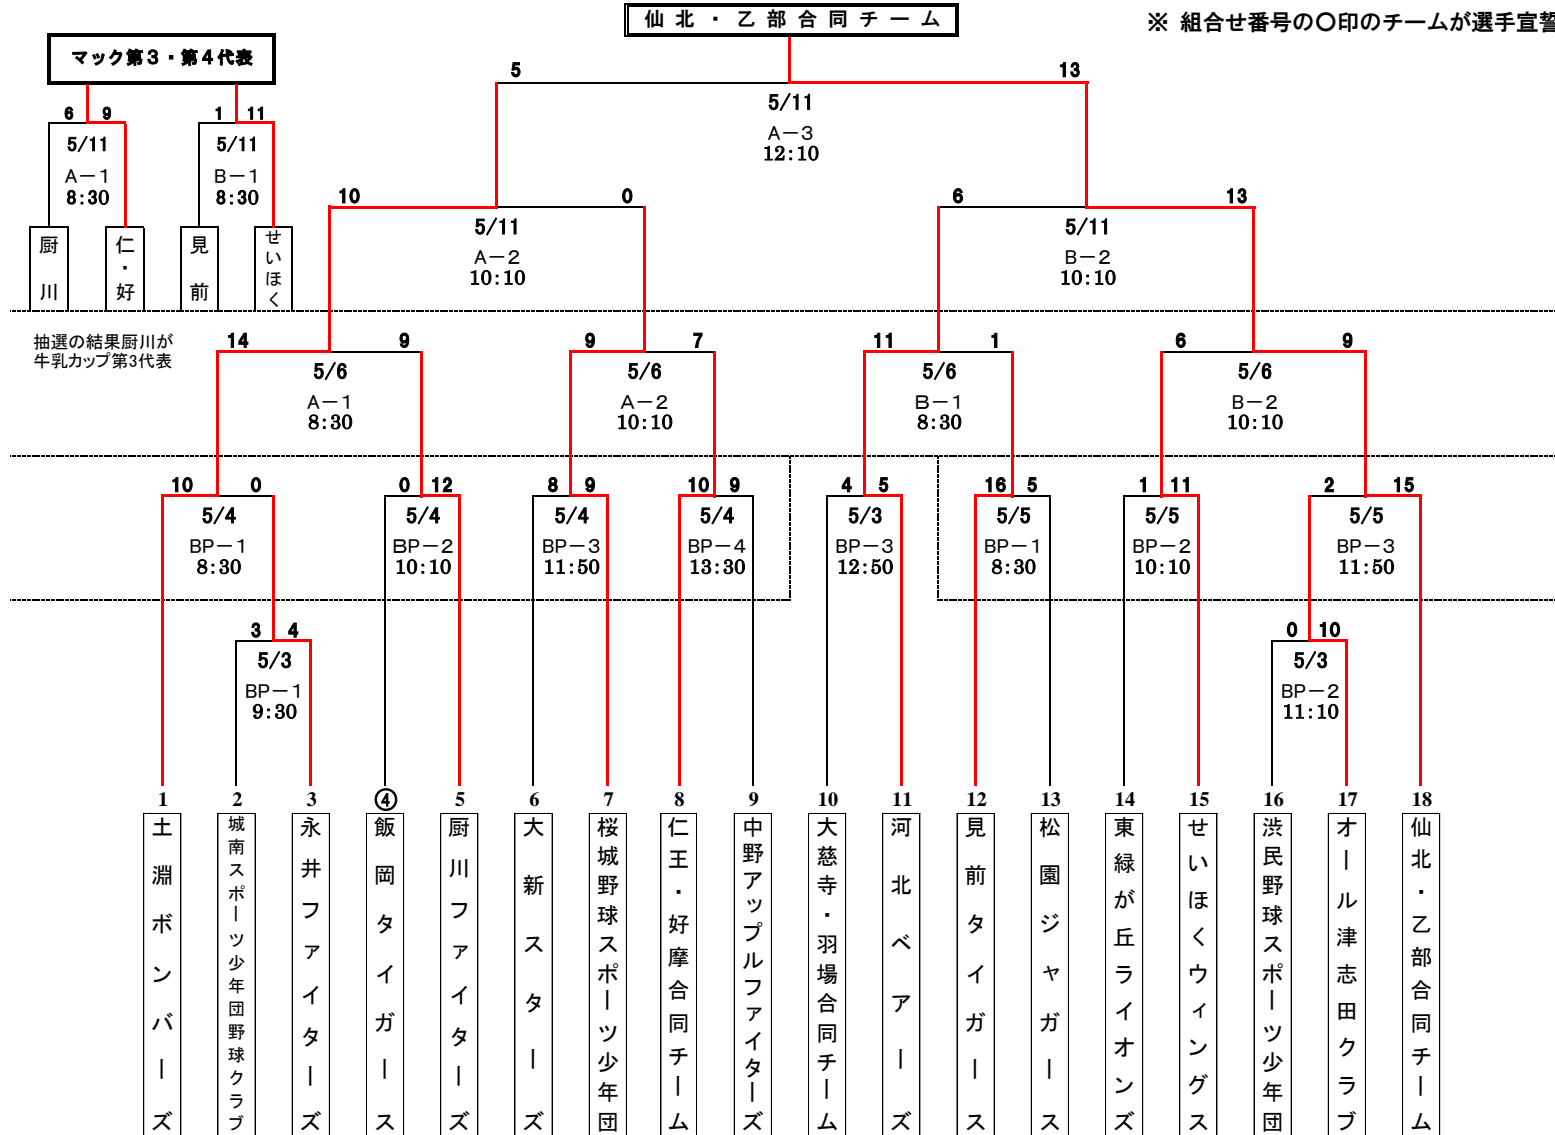 仙北・乙部合同チーム
※ 組合せ番号の〇印のチームが選手宣誓
マック第3・第4代表
5 13
5/11
A-3
12:10
6 9
5/11
A-1
8:30
1 11
5/11
B-1
8:30
厨川
仁・好
見前
せいほく
10 0
5/11
A-2
10:10
6 13
5/11
B-2
10:10
抽選の結果厨川が
牛乳カップ第3代表
14 9
5/6
A-1
8:30
9 7
5/6
A-2
10:10
11 1
5/6
B-1
8:30
6 9
5/6
B-2
10:10
10 0
5/4
BP-1
8:30
0 12
5/4
BP-2
10:10
8 9
5/4
BP-3
11:50
10 9
5/4
BP-4
13:30
4 5
5/3
BP-3
12:50
16 5
5/5
BP-1
8:30
1 11
5/5
BP-2
10:10
2 15
5/5
BP-3
11:50
3 4
5/3
BP-1
9:30
0 10
5/3
BP-2
11:10
1 2 3 ④ 5 6 7 8 9 10 11 12 13 14 15 16 17 18
土淵ボンバーズ
城南スポーツ少年団野球クラブ
永井ファイターズ
飯岡タイガース
厨川ファイターズ
大新スターズ
桜城野球スポーツ少年団
仁王・好摩合同チーム
中野アップルファイターズ
大慈寺・羽場合同チーム
河北ベアーズ
見前タイガース
松園ジャガース
東緑が丘ライオンズ
せいほくウィングス
渋民野球スポーツ少年団
オール津志田クラブ
仙北・乙部合同チーム